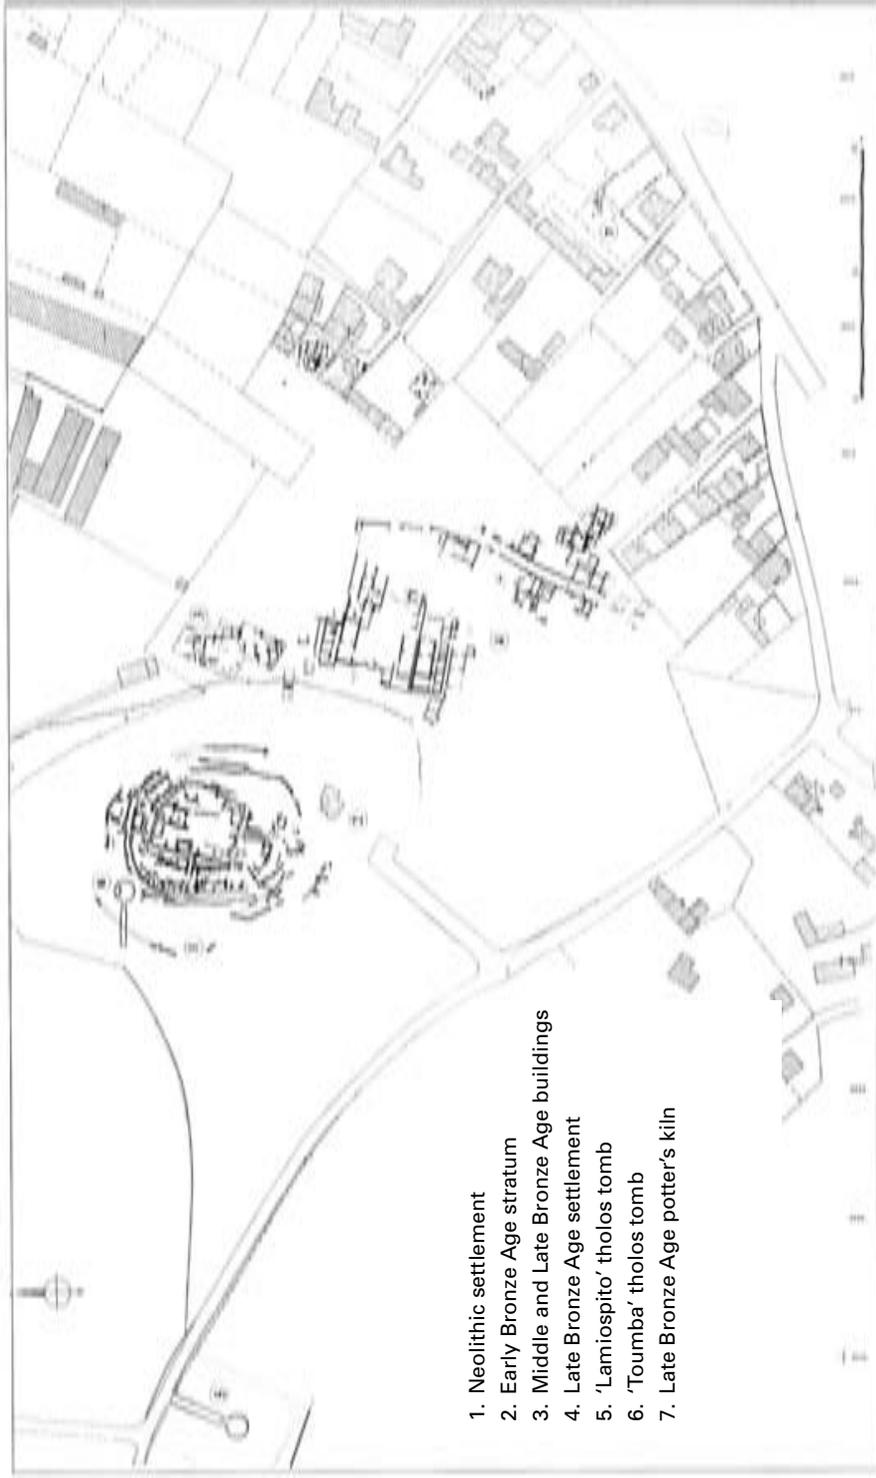 1. Neolithic settlement
2. Early Bronze Age stratum
3. Middle and Late Bronze Age buildings
4. Late Bronze Age settlement
5. 'Lamiospito' tholos tomb
6. 'Toumba' tholos tomb
7. Late Bronze Age potter's kiln